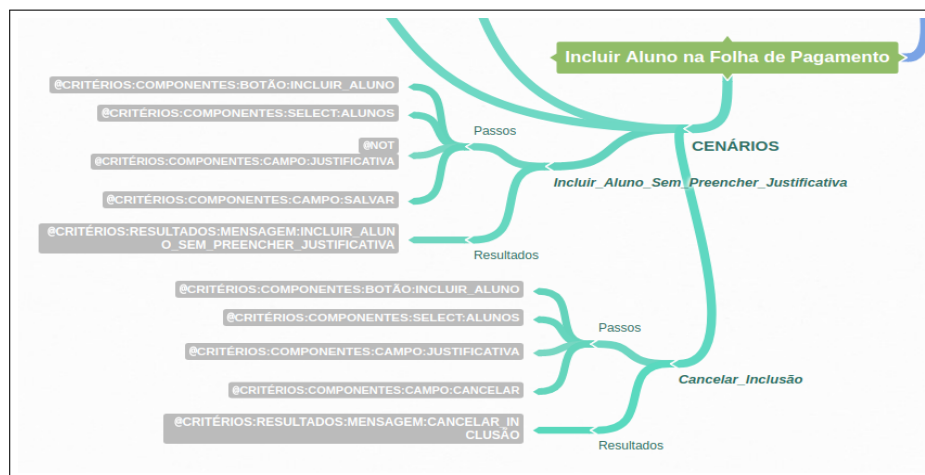 Incluir Aluno na Folha de Pagamento
CENÁRIOS
Incluir_Aluno_Sem_Preencher_Justificativa
Passos
@CRITÉRIOS:COMPONENTES:BOTÃO:INCLUIR_ALUNO
@CRITÉRIOS:COMPONENTES:SELECT:ALUNOS
@NOT
@CRITÉRIOS:COMPONENTES:CAMPO:JUSTIFICATIVA
@CRITÉRIOS:COMPONENTES:CAMPO:SALVAR
Resultados
@CRITÉRIOS:RESULTADOS:MENSAGEM:INCLUIR_ALUN
O_SEM_PREENCHER_JUSTIFICATIVA
Cancelar_Inclusão
Passos
@CRITÉRIOS:COMPONENTES:BOTÃO:INCLUIR_ALUNO
@CRITÉRIOS:COMPONENTES:SELECT:ALUNOS
@CRITÉRIOS:COMPONENTES:CAMPO:JUSTIFICATIVA
@CRITÉRIOS:COMPONENTES:CAMPO:CANCELAR
Resultados
@CRITÉRIOS:RESULTADOS:MENSAGEM:CANCELAR_IN
CLUSÃO